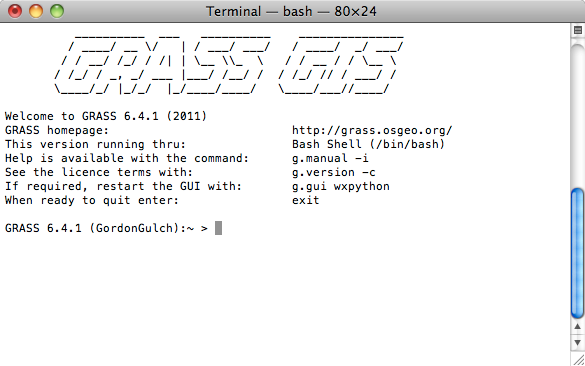 Terminal — bash — 80×24
GRASS GIS
Welcome to GRASS 6.4.1 (2011)
GRASS homepage: http://grass.osgeo.org/
This version running thru: Bash Shell (/bin/bash)
Help is available with the command: g.manual -i
See the licence terms with: g.version -c
If required, restart the GUI with: g.gui wxpython
When ready to quit enter: exit
GRASS 6.4.1 (GordonGulch):~ >